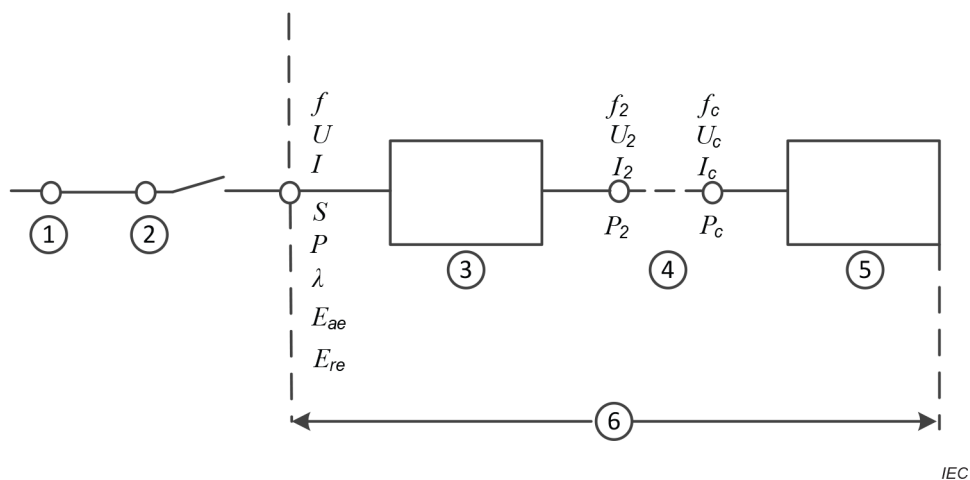 f
U
I
S
P
λ
E_ae
E_re
f_2
U_2
I_2
P_2
f_c
U_c
I_c
P_c
1
2
3
4
5
6
IEC